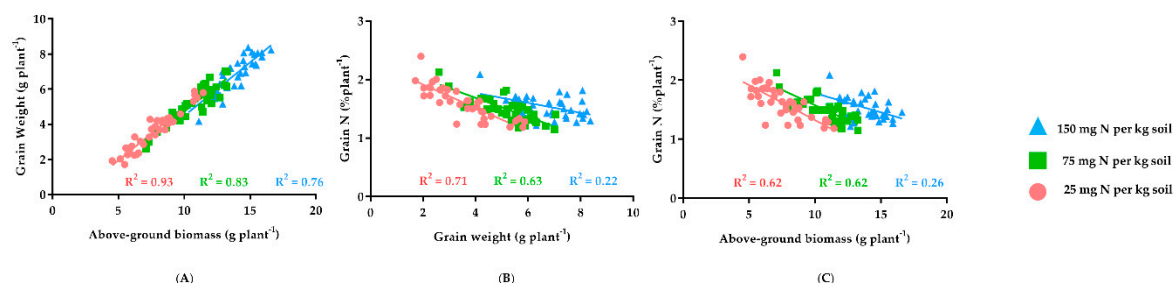 10
8
6
4
2
0
0
5
10
15
20
Grain Weight (g plant⁻¹)
R² = 0.93
R² = 0.83
R² = 0.76
Above-ground biomass (g plant⁻¹)
(A)
3
2
1
0
0
2
4
6
8
10
Grain N (%plant⁻¹)
R² = 0.71
R² = 0.63
R² = 0.22
Grain weight (g plant⁻¹)
(B)
3
2
1
0
0
5
10
15
20
Grain N (%plant⁻¹)
R² = 0.62
R² = 0.62
R² = 0.26
Above-ground biomass (g plant⁻¹)
(C)
150 mg N per kg soil
75 mg N per kg soil
25 mg N per kg soil